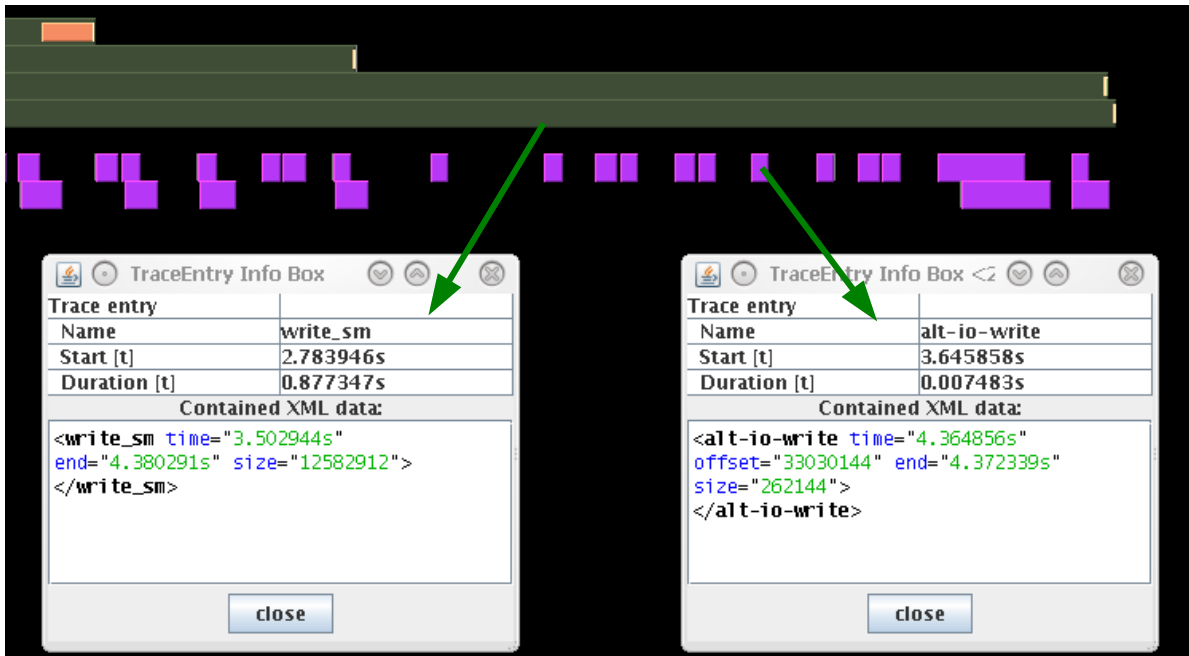 TraceEntry Info Box
Trace entry
Name write_sm
Start [t] 2.783946s
Duration [t] 0.877347s
Contained XML data:
<write_sm time="3.502944s"
end="4.380291s" size="12582912">
</write_sm>
close
TraceEntry Info Box <2
Trace entry
Name alt-io-write
Start [t] 3.645858s
Duration [t] 0.007483s
Contained XML data:
<alt-io-write time="4.364856s"
offset="33030144" end="4.372339s"
size="262144">
</alt-io-write>
close